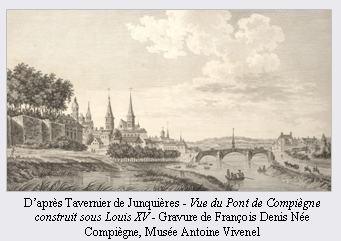 D'après Tavernier de Junquières - Vue du Pont de Compiègne
construit sous Louis XV - Gravure de François Denis Née
Compiègne, Musée Antoine Vivenel